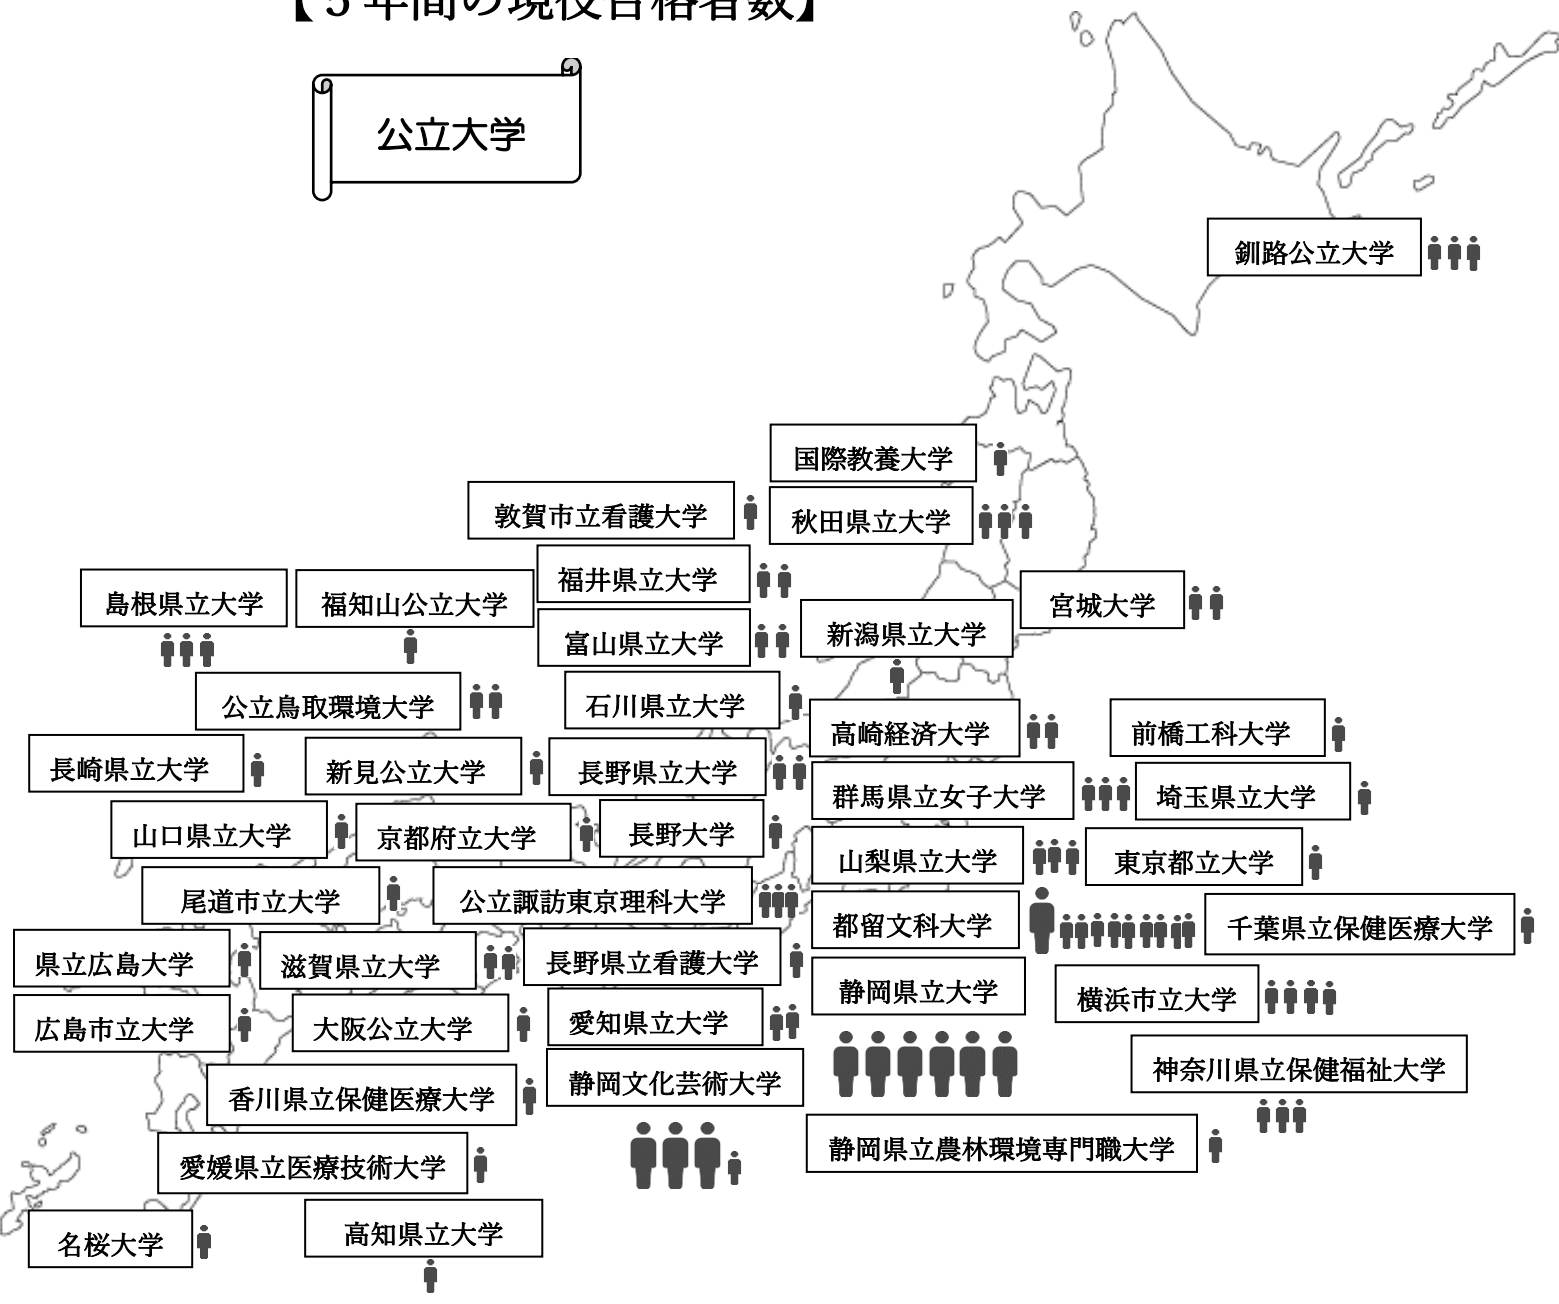 【５年間の現役合格者数】
公立大学
釧路公立大学
国際教養大学
敦賀市立看護大学
秋田県立大学
福井県立大学
島根県立大学
福知山公立大学
宮城大学
富山県立大学
新潟県立大学
公立鳥取環境大学
石川県立大学
高崎経済大学
前橋工科大学
長崎県立大学
新見公立大学
長野県立大学
群馬県立女子大学
埼玉県立大学
山口県立大学
京都府立大学
長野大学
山梨県立大学
東京都立大学
尾道市立大学
公立諏訪東京理科大学
都留文科大学
千葉県立保健医療大学
県立広島大学
滋賀県立大学
長野県立看護大学
静岡県立大学
横浜市立大学
広島市立大学
大阪公立大学
愛知県立大学
神奈川県立保健福祉大学
香川県立保健医療大学
静岡文化芸術大学
静岡県立農林環境専門職大学
愛媛県立医療技術大学
名桜大学
高知県立大学